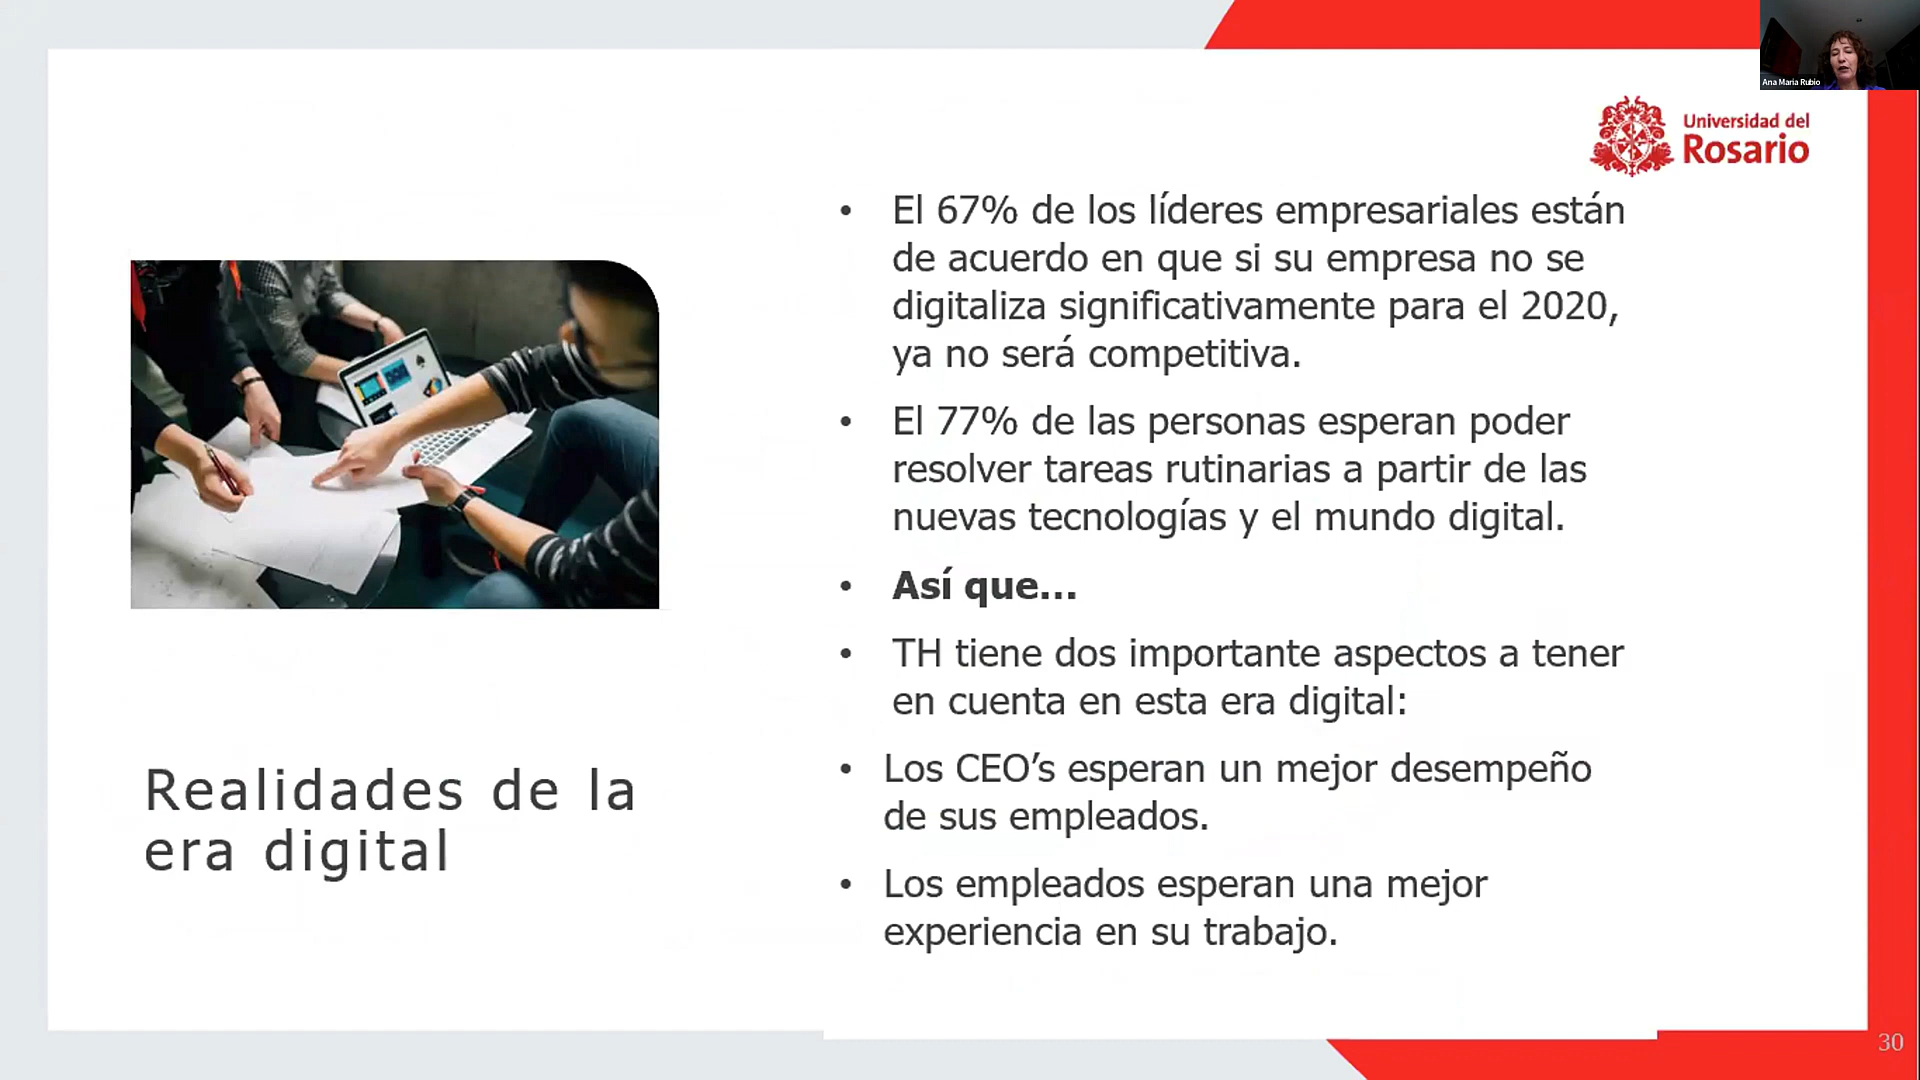 Ana Maria Rubio
Universidad del
Rosario
• El 67% de los líderes empresariales están
de acuerdo en que si su empresa no se
digitaliza significativamente para el 2020,
ya no será competitiva.
• El 77% de las personas esperan poder
resolver tareas rutinarias a partir de las
nuevas tecnologías y el mundo digital.
• Así que...
• TH tiene dos importante aspectos a tener
en cuenta en esta era digital:
• Los CEO’s esperan un mejor desempeño
de sus empleados.
• Los empleados esperan una mejor
experiencia en su trabajo.
Realidades de la
era digital
30